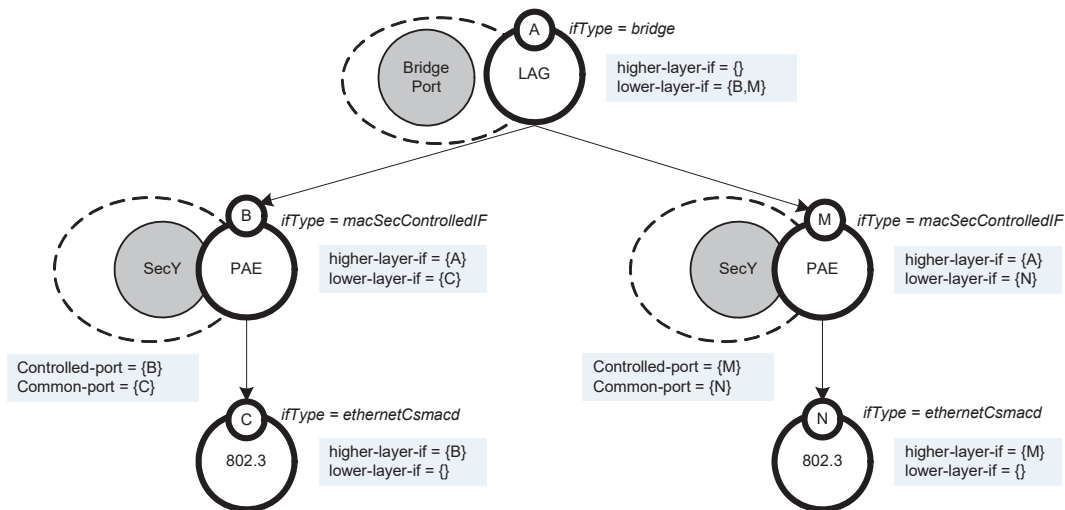 A
ifType = bridge
Bridge
Port
LAG
higher-layer-if = {}
lower-layer-if = {B,M}
B
ifType = macSecControlledIF
SecY
PAE
higher-layer-if = {A}
lower-layer-if = {C}
Controlled-port = {B}
Common-port = {C}
C
ifType = ethernetCsmacd
802.3
higher-layer-if = {B}
lower-layer-if = {}
M
ifType = macSecControlledIF
SecY
PAE
higher-layer-if = {A}
lower-layer-if = {N}
Controlled-port = {M}
Common-port = {N}
N
ifType = ethernetCsmacd
802.3
higher-layer-if = {M}
lower-layer-if = {}